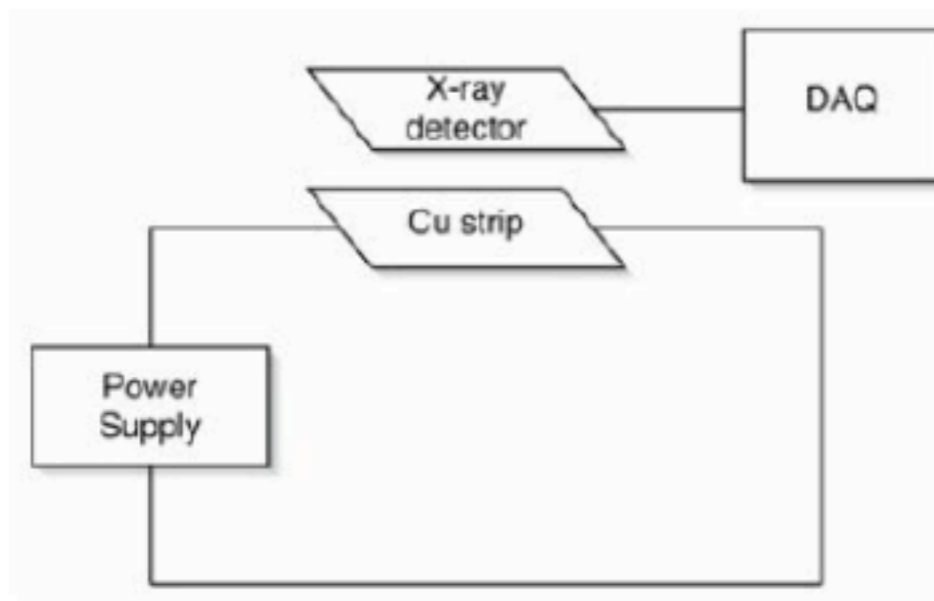 X-ray
detector
DAQ
Cu strip
Power
Supply